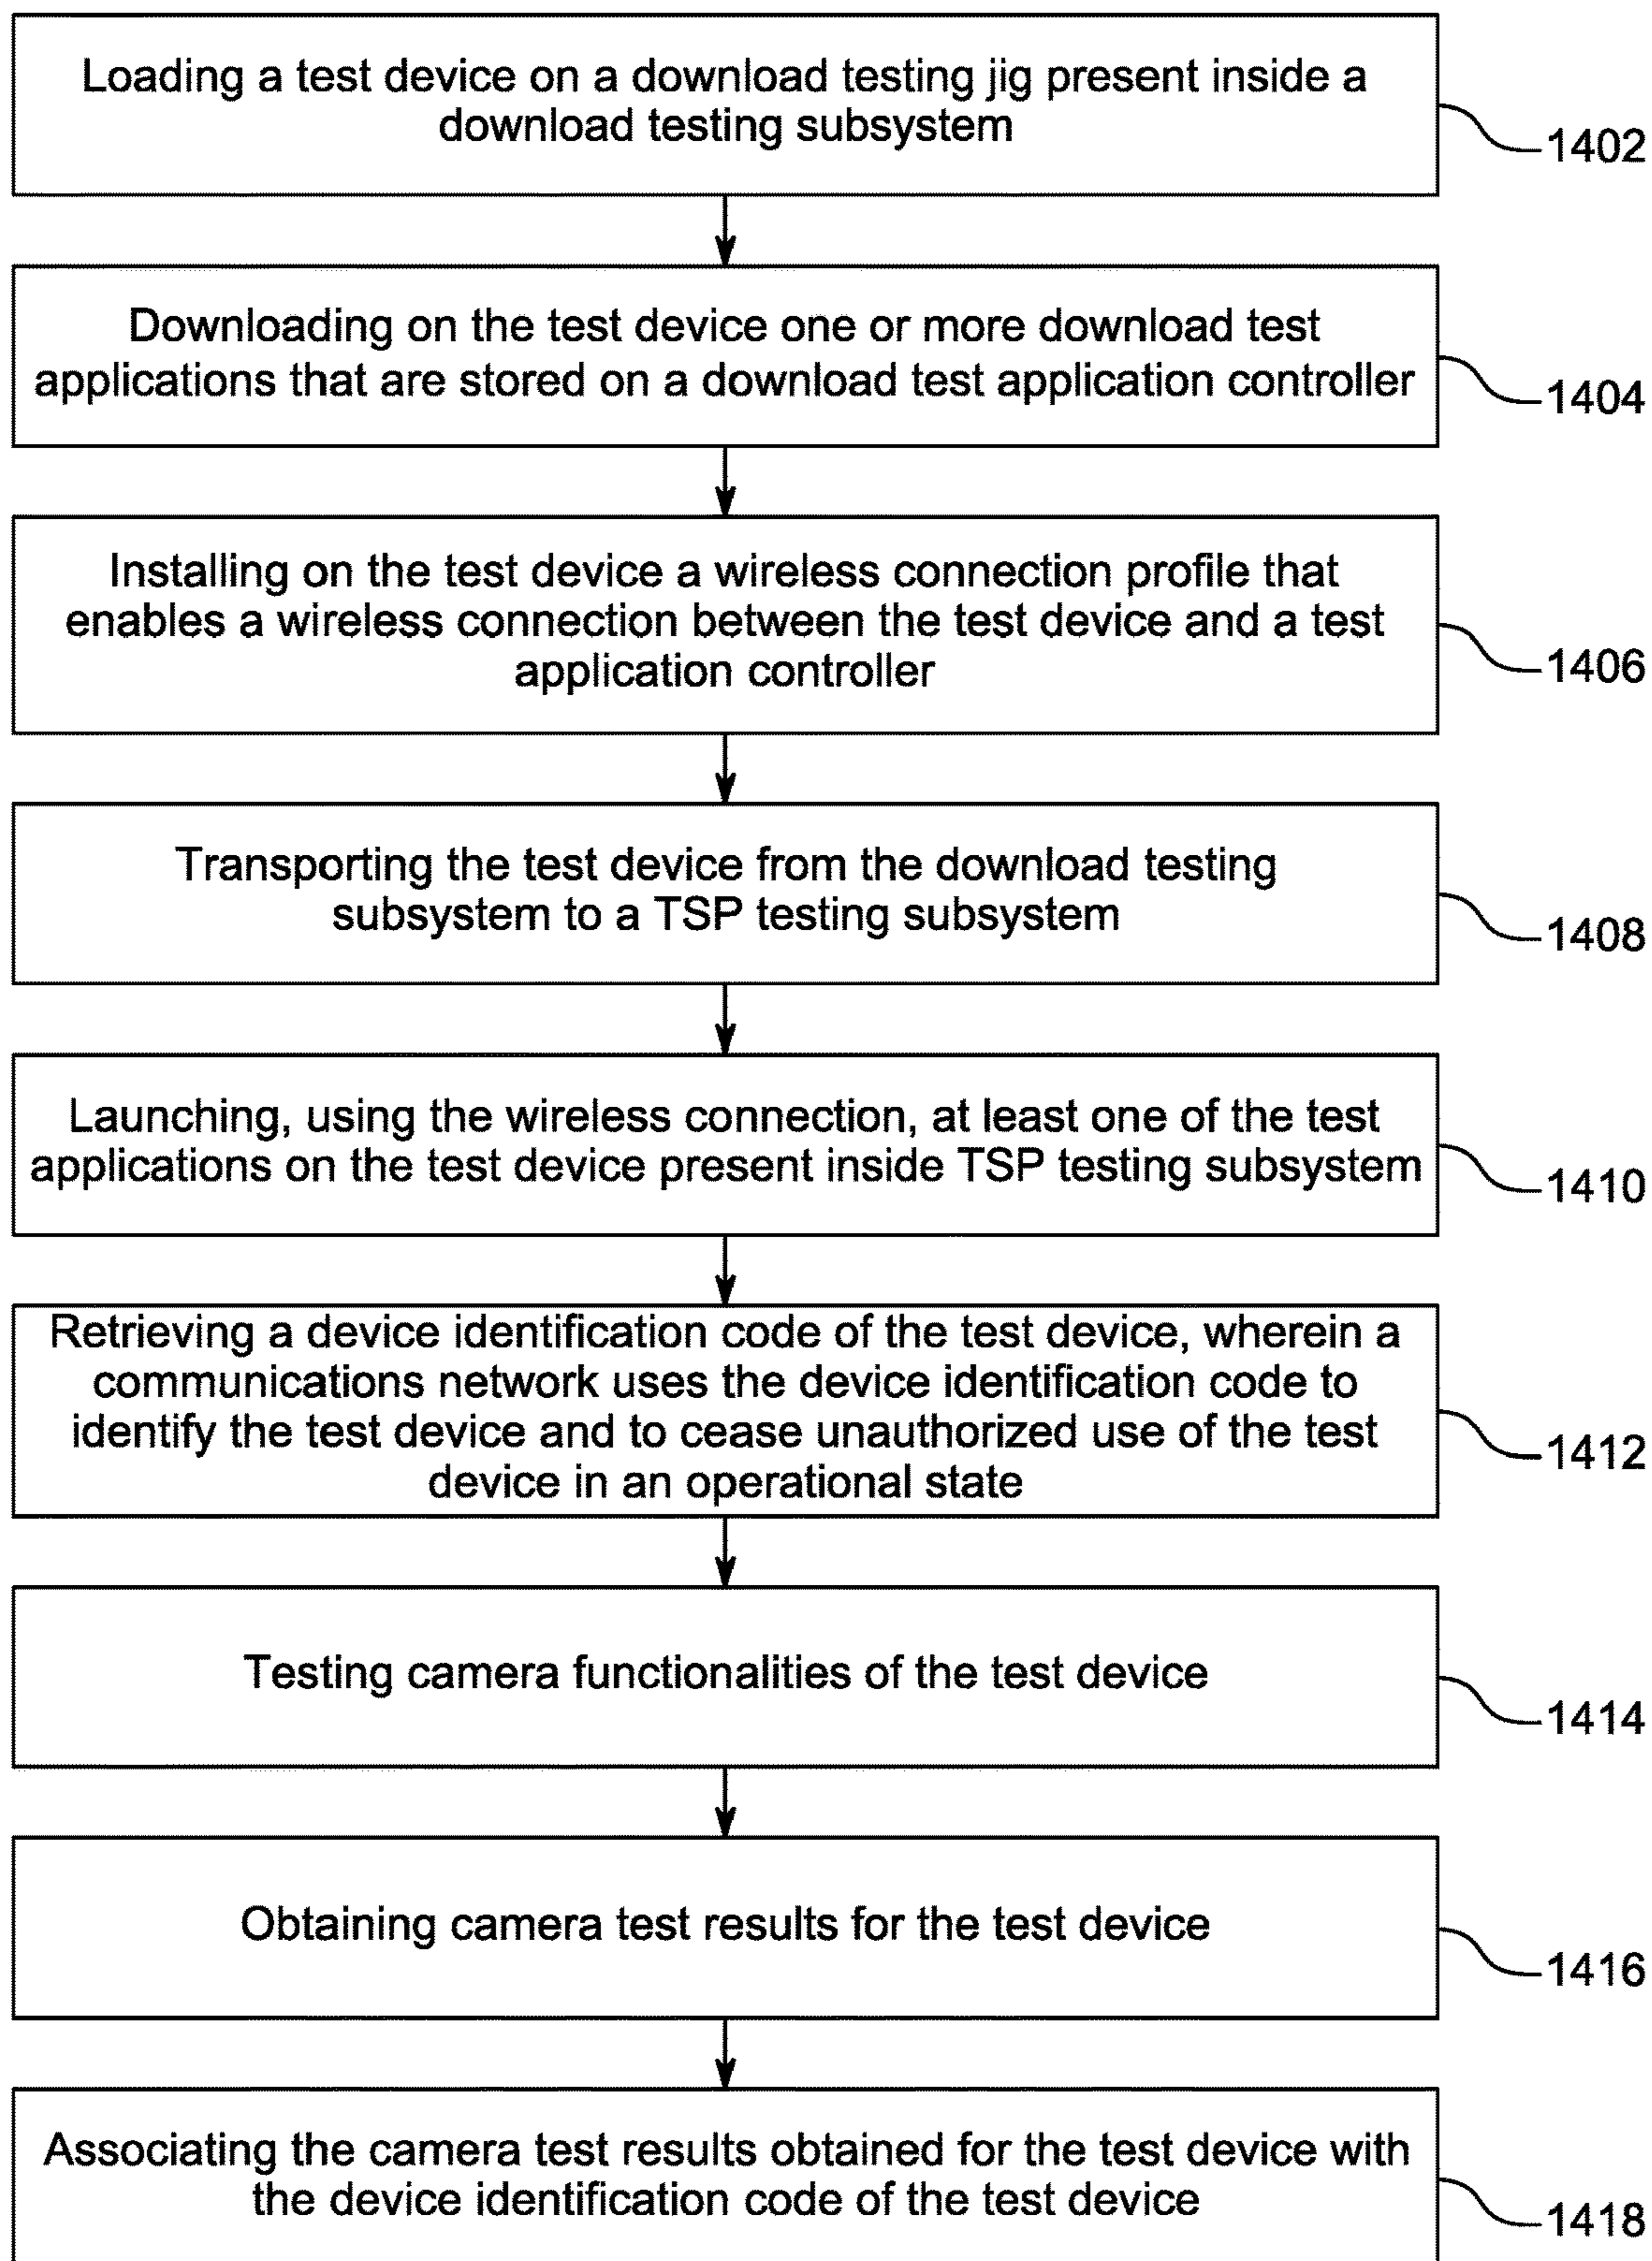 Loading a test device on a download testing jig present inside a
download testing subsystem
1402
Downloading on the test device one or more download test
applications that are stored on a download test application controller
1404
Installing on the test device a wireless connection profile that
enables a wireless connection between the test device and a test
application controller
1406
Transporting the test device from the download testing
subsystem to a TSP testing subsystem
1408
Launching, using the wireless connection, at least one of the test
applications on the test device present inside TSP testing subsystem
1410
Retrieving a device identification code of the test device, wherein a
communications network uses the device identification code to
identify the test device and to cease unauthorized use of the test
device in an operational state
1412
Testing camera functionalities of the test device
1414
Obtaining camera test results for the test device
1416
Associating the camera test results obtained for the test device with
the device identification code of the test device
1418